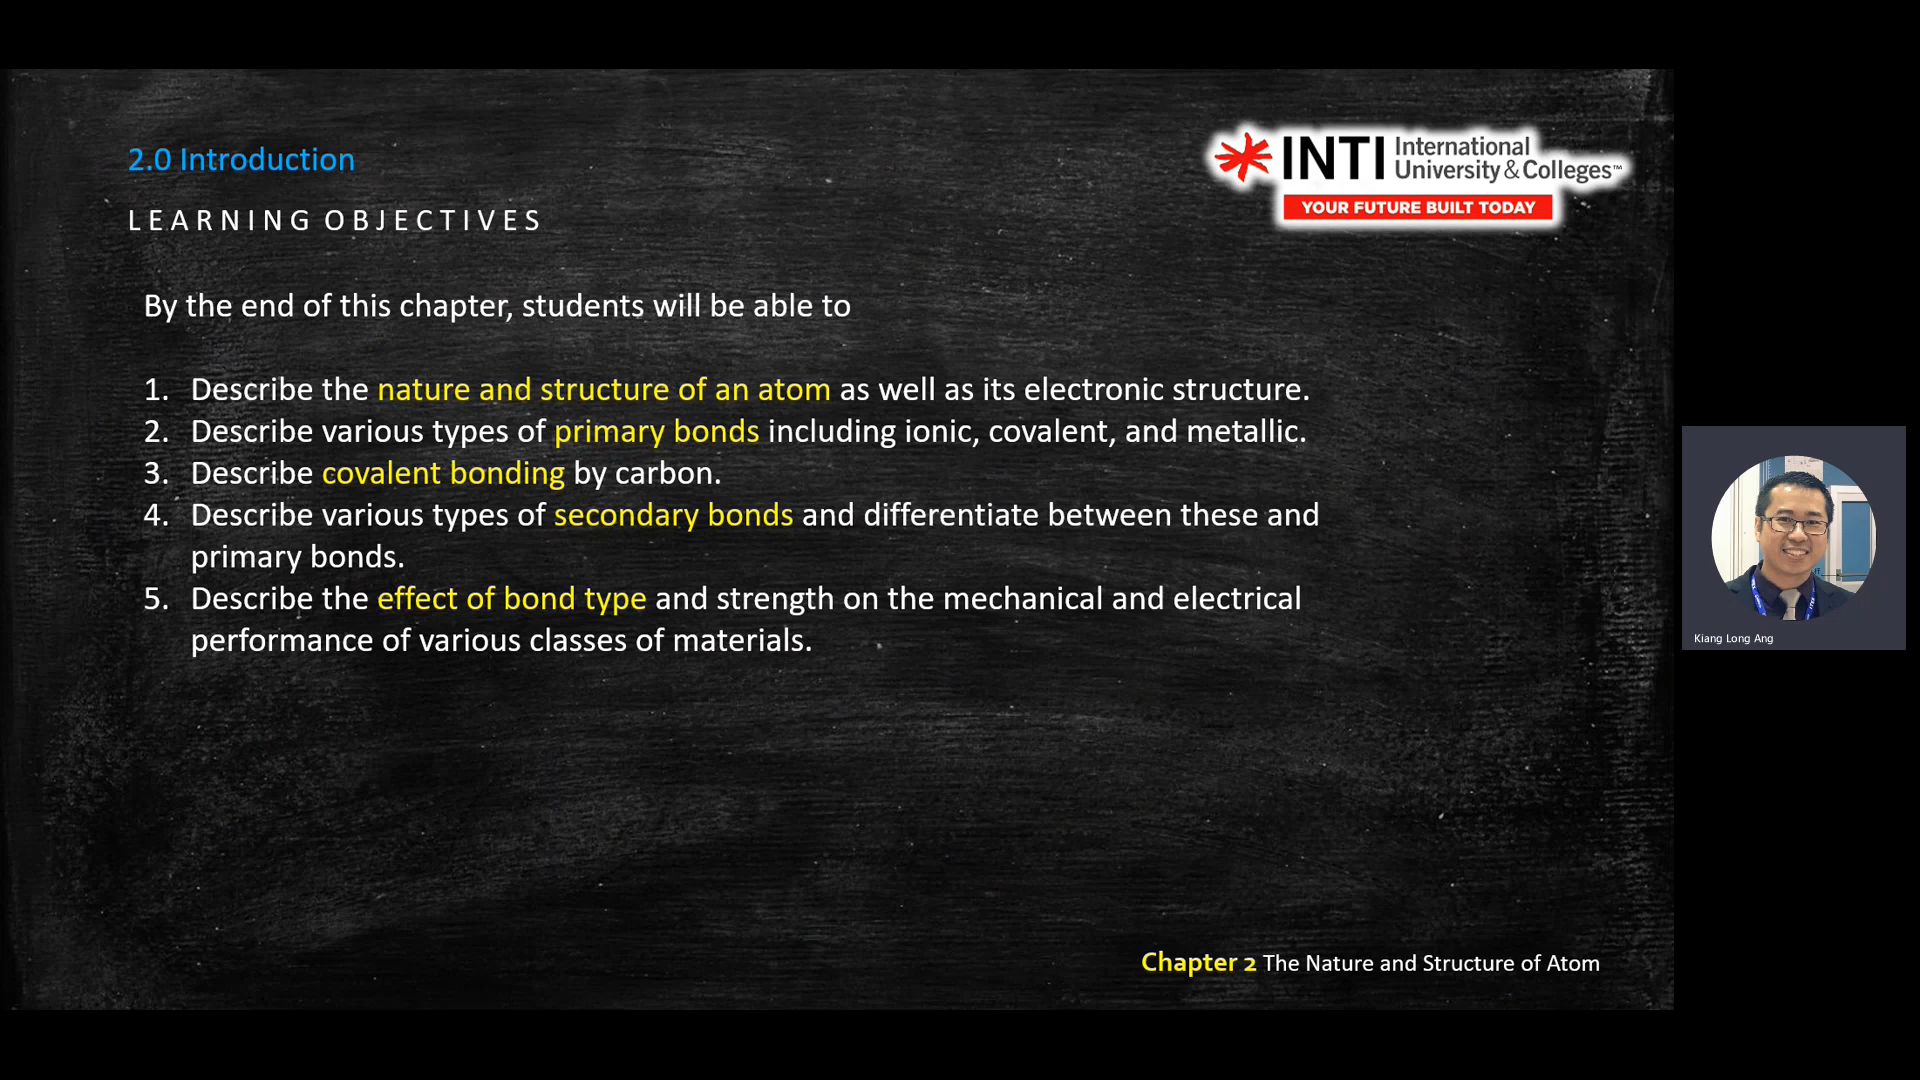 2.0 Introduction
LEARNING OBJECTIVES
INTI International
University & Colleges™
YOUR FUTURE BUILT TODAY
By the end of this chapter, students will be able to
1. Describe the nature and structure of an atom as well as its electronic structure.
2. Describe various types of primary bonds including ionic, covalent, and metallic.
3. Describe covalent bonding by carbon.
4. Describe various types of secondary bonds and differentiate between these and
primary bonds.
5. Describe the effect of bond type and strength on the mechanical and electrical
performance of various classes of materials.
Kiang Long Ang
Chapter 2 The Nature and Structure of Atom